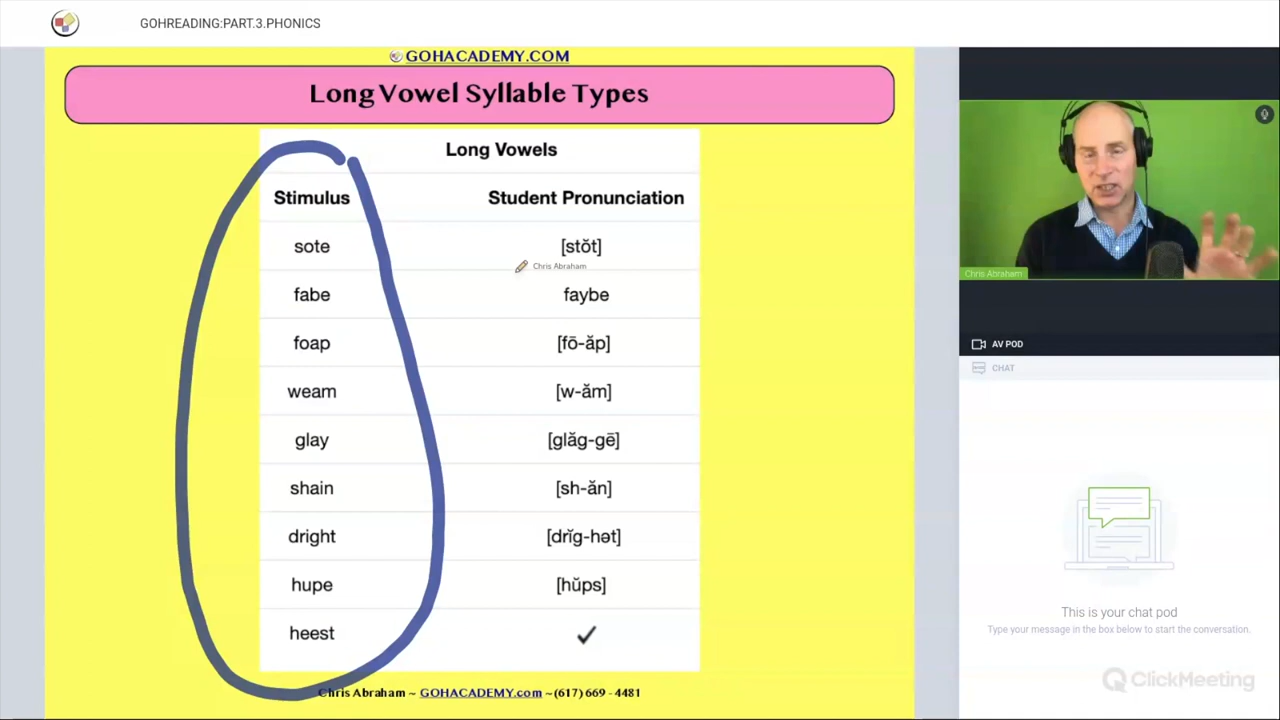 GOHREADING:PART.3.PHONICS
GOHACADEMY.COM
Long Vowel Syllable Types
Long Vowels
Stimulus Student Pronunciation
sote [stŏt]
Chris Abraham
fabe faybe
foap [fō-ăp]
weam [w-ăm]
glay [glăg-gē]
shain [sh-ăn]
dright [drĭg-hət]
hupe [hŭps]
heest ✓
Chris Abraham ~ GOHACADEMY.com ~ (617) 669 - 4481
Chris Abraham
AV POD
CHAT
This is your chat pod
Type your message in the box below to start the conversation.
ClickMeeting